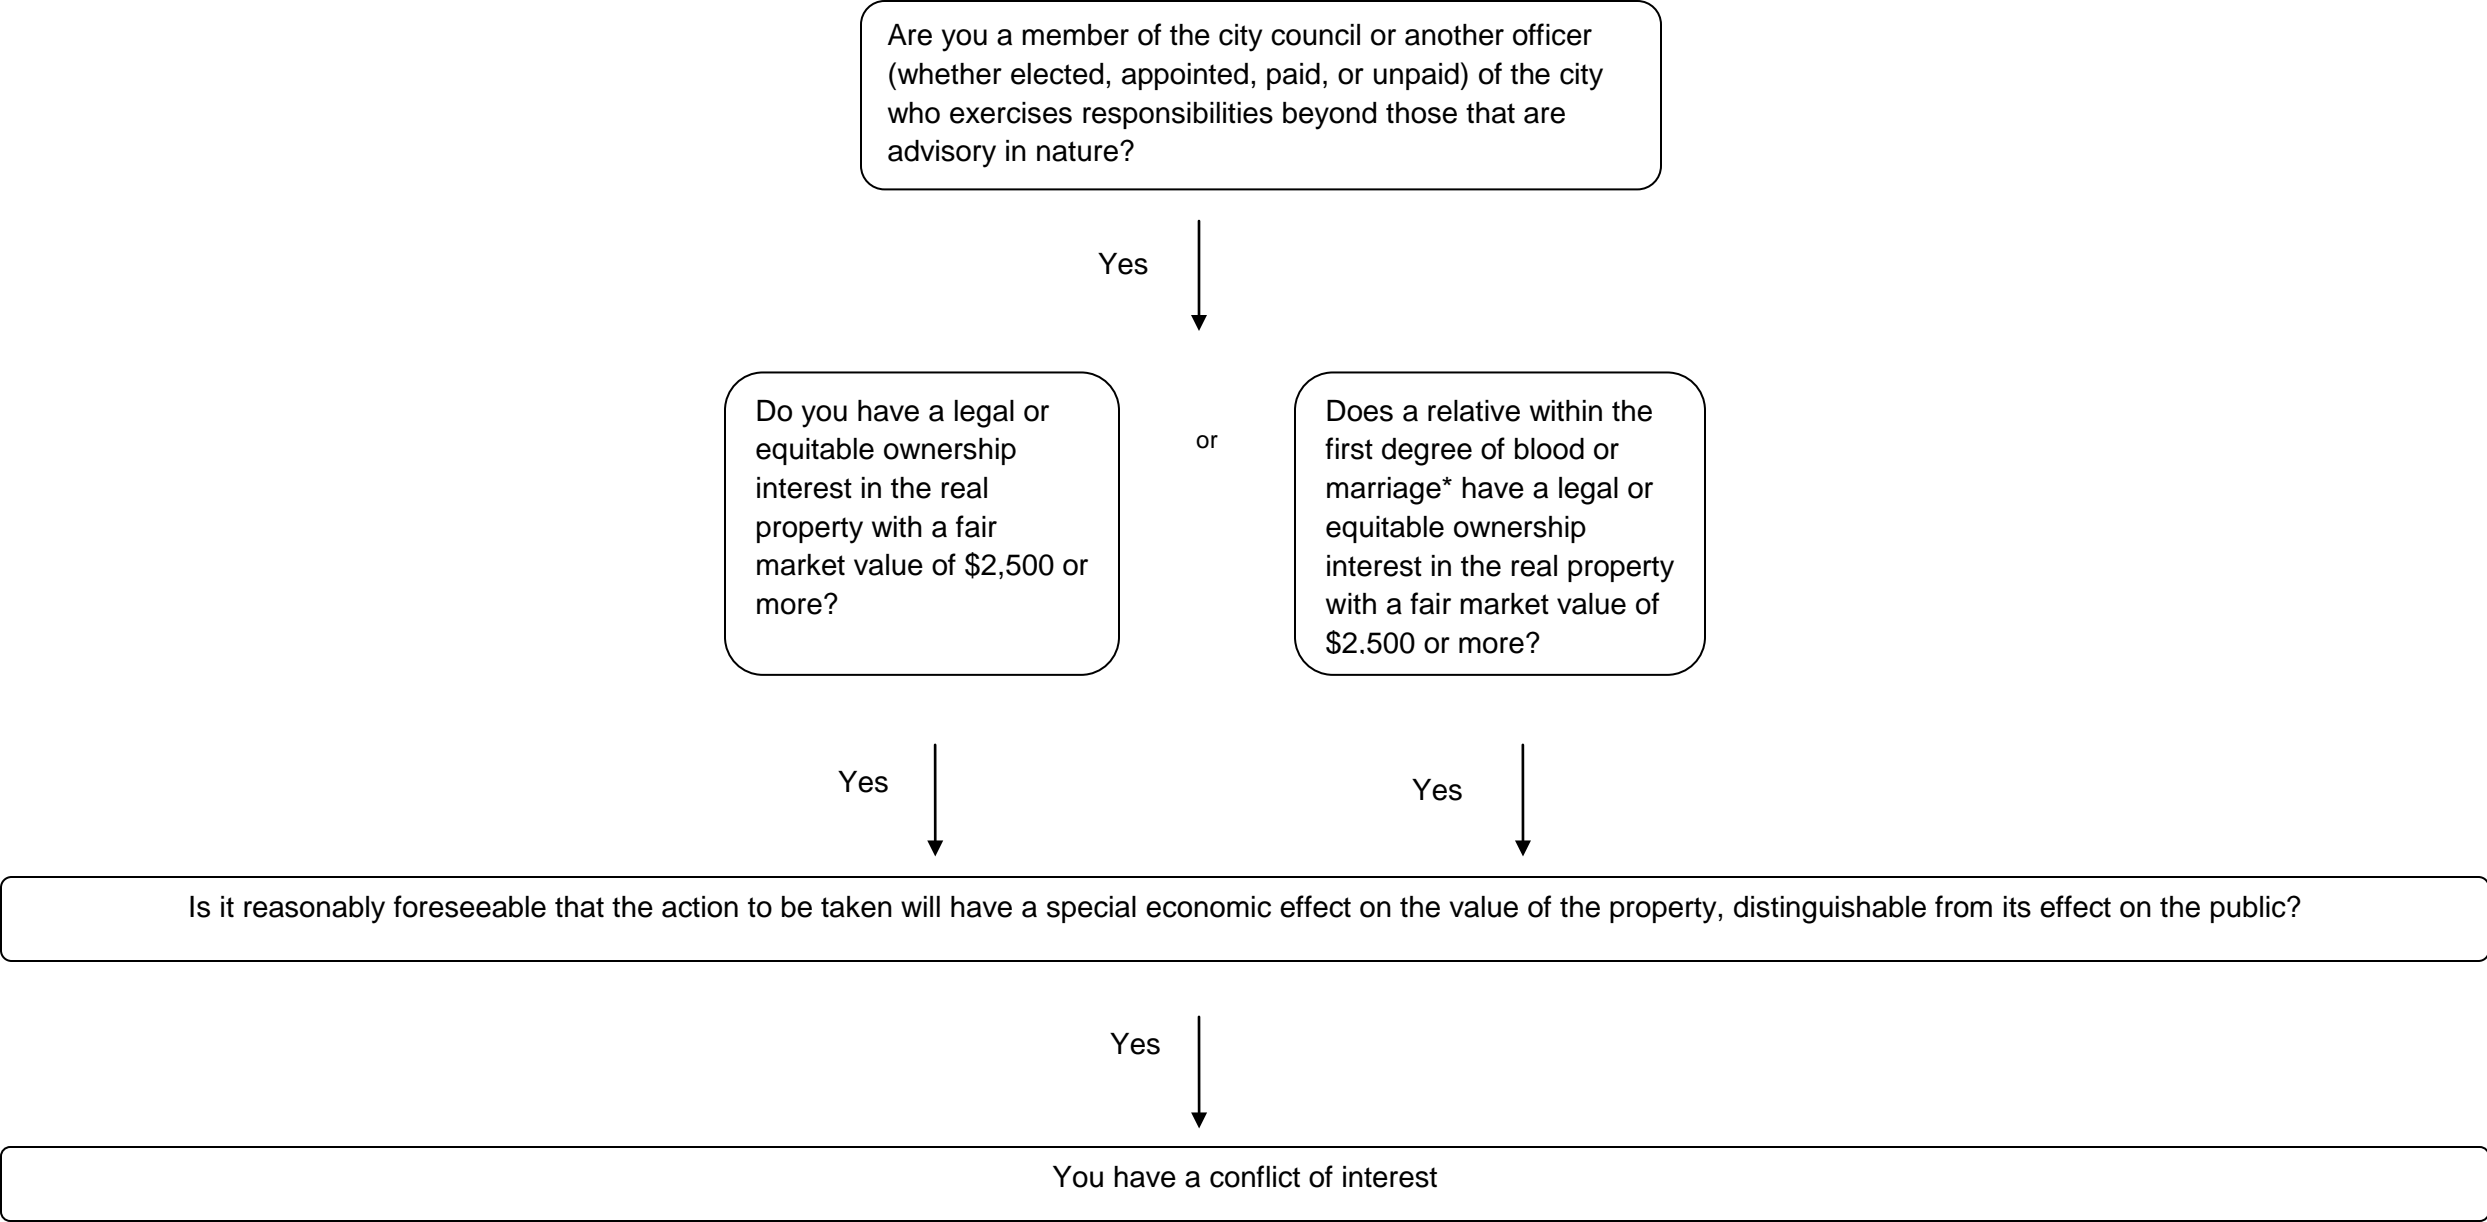 Are you a member of the city council or another officer
(whether elected, appointed, paid, or unpaid) of the city
who exercises responsibilities beyond those that are
advisory in nature?
Yes
Do you have a legal or
equitable ownership
interest in the real
property with a fair
market value of $2,500 or
more?
or
Does a relative within the
first degree of blood or
marriage* have a legal or
equitable ownership
interest in the real property
with a fair market value of
$2,500 or more?
Yes
Yes
Is it reasonably foreseeable that the action to be taken will have a special economic effect on the value of the property, distinguishable from its effect on the public?
Yes
You have a conflict of interest